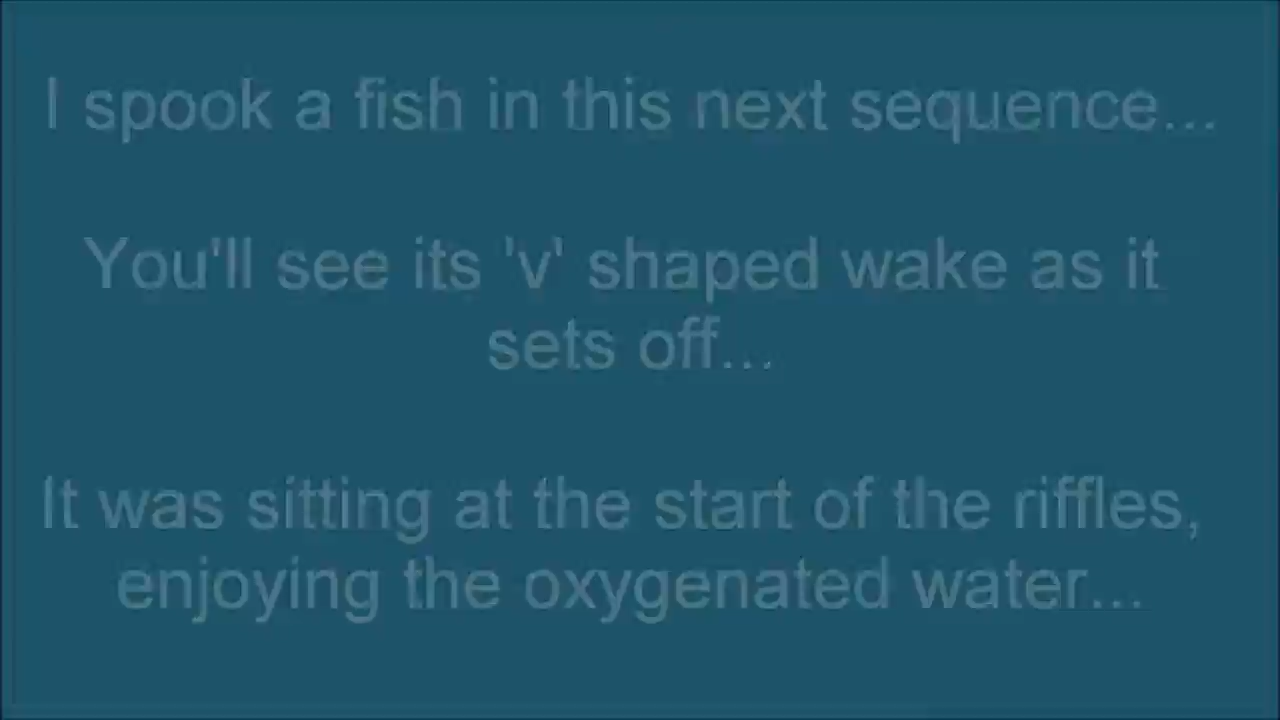 I spook a fish in this next sequence...
You'll see its 'v' shaped wake as it
sets off...
It was sitting at the start of the riffles,
enjoying the oxygenated water...